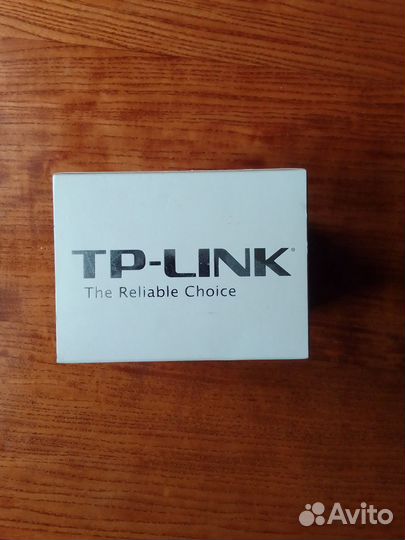 TP-LINK®
The Reliable Choice
Avito